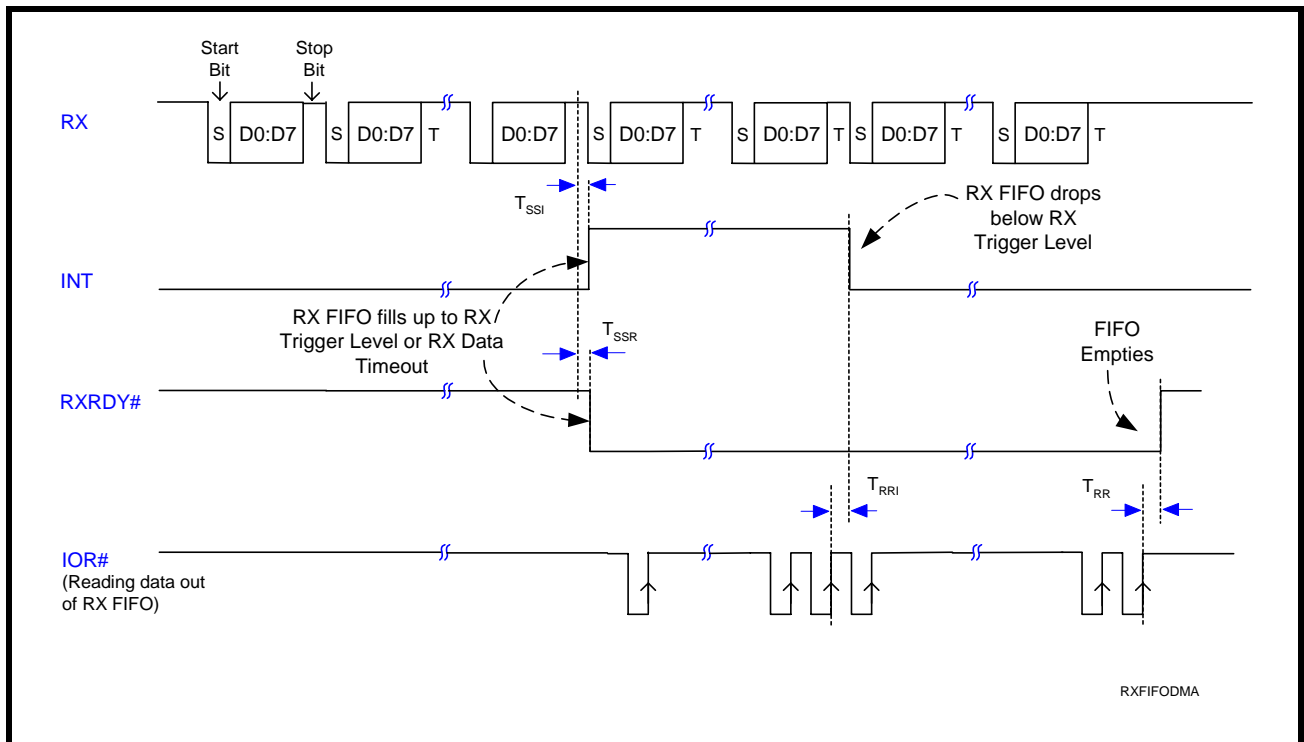 Start
Bit
Stop
Bit
RX
S D0:D7 S D0:D7 T D0:D7 S D0:D7 T S D0:D7 T S D0:D7 T S D0:D7 T
TSSI
RX FIFO drops
below RX
Trigger Level
INT
RX FIFO fills up to RX
Trigger Level or RX Data
Timeout
TSSR
FIFO
Empties
RXRDY#
TRRI
TRR
IOR#
(Reading data out
of RX FIFO)
RXFIFODMA